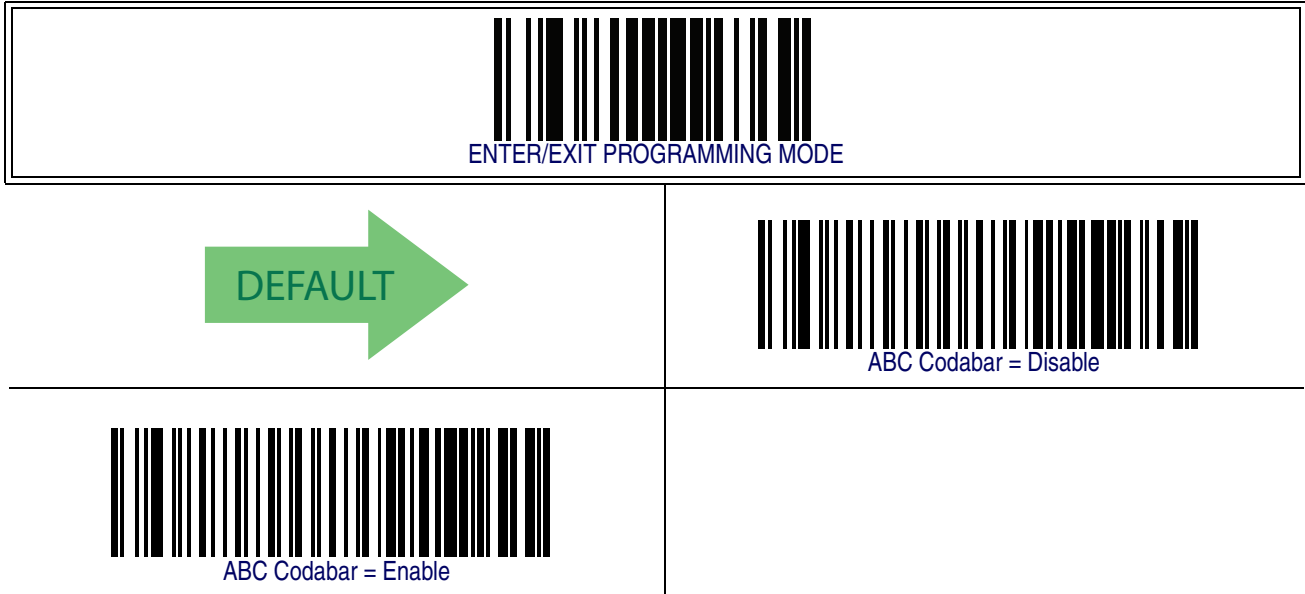 ENTER/EXIT PROGRAMMING MODE
DEFAULT
ABC Codabar = Disable
ABC Codabar = Enable